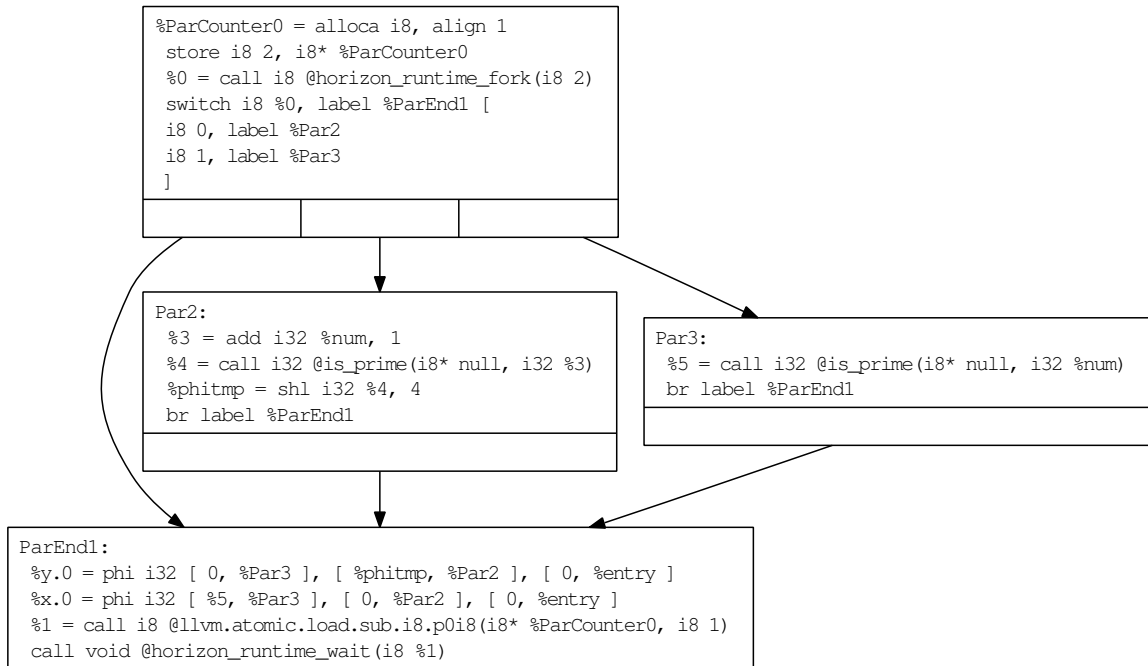 %ParCounter0 = alloca i8, align 1
store i8 2, i8* %ParCounter0
%0 = call i8 @horizon_runtime_fork(i8 2)
switch i8 %0, label %ParEnd1 [
i8 0, label %Par2
i8 1, label %Par3
]
Par2:
%3 = add i32 %num, 1
%4 = call i32 @is_prime(i8* null, i32 %3)
%phitmp = shl i32 %4, 4
br label %ParEnd1
Par3:
%5 = call i32 @is_prime(i8* null, i32 %num)
br label %ParEnd1
ParEnd1:
%y.0 = phi i32 [ 0, %Par3 ], [ %phitmp, %Par2 ], [ 0, %entry ]
%x.0 = phi i32 [ %5, %Par3 ], [ 0, %Par2 ], [ 0, %entry ]
%1 = call i8 @llvm.atomic.load.sub.i8.p0i8(i8* %ParCounter0, i8 1)
call void @horizon_runtime_wait(i8 %1)